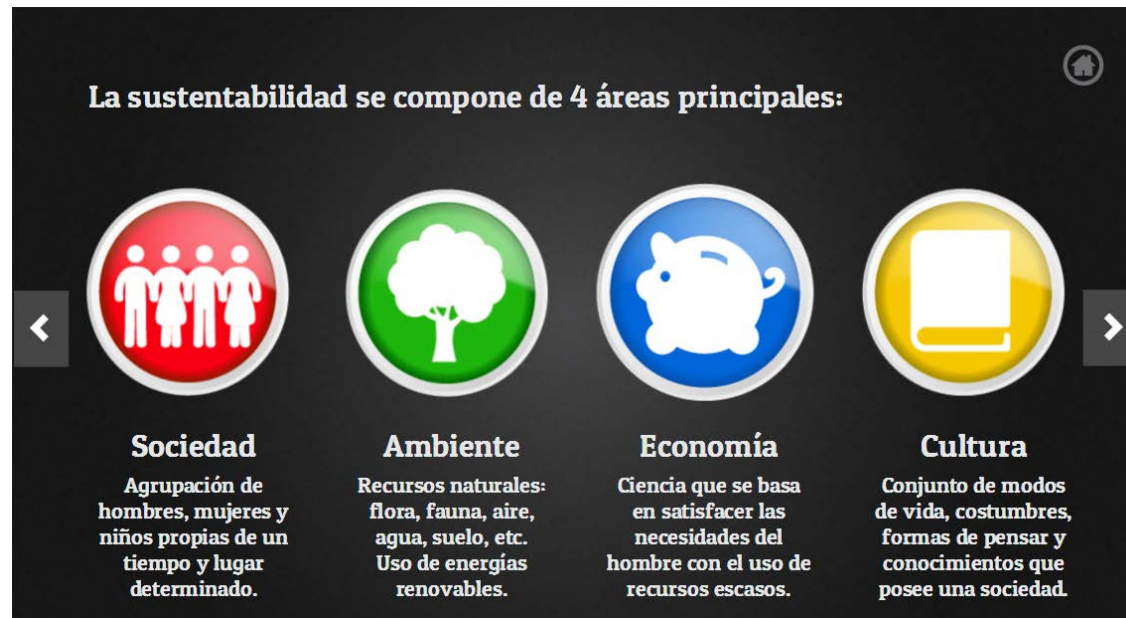 La sustentabilidad se compone de 4 áreas principales:
Sociedad
Agrupación de
hombres, mujeres y
niños propias de un
tiempo y lugar
determinado.
Ambiente
Recursos naturales:
flora, fauna, aire,
agua, suelo, etc.
Uso de energías
renovables.
Economía
Ciencia que se basa
en satisfacer las
necesidades del
hombre con el uso de
recursos escasos.
Cultura
Conjunto de modos
de vida, costumbres,
formas de pensar y
conocimientos que
posee una sociedad.